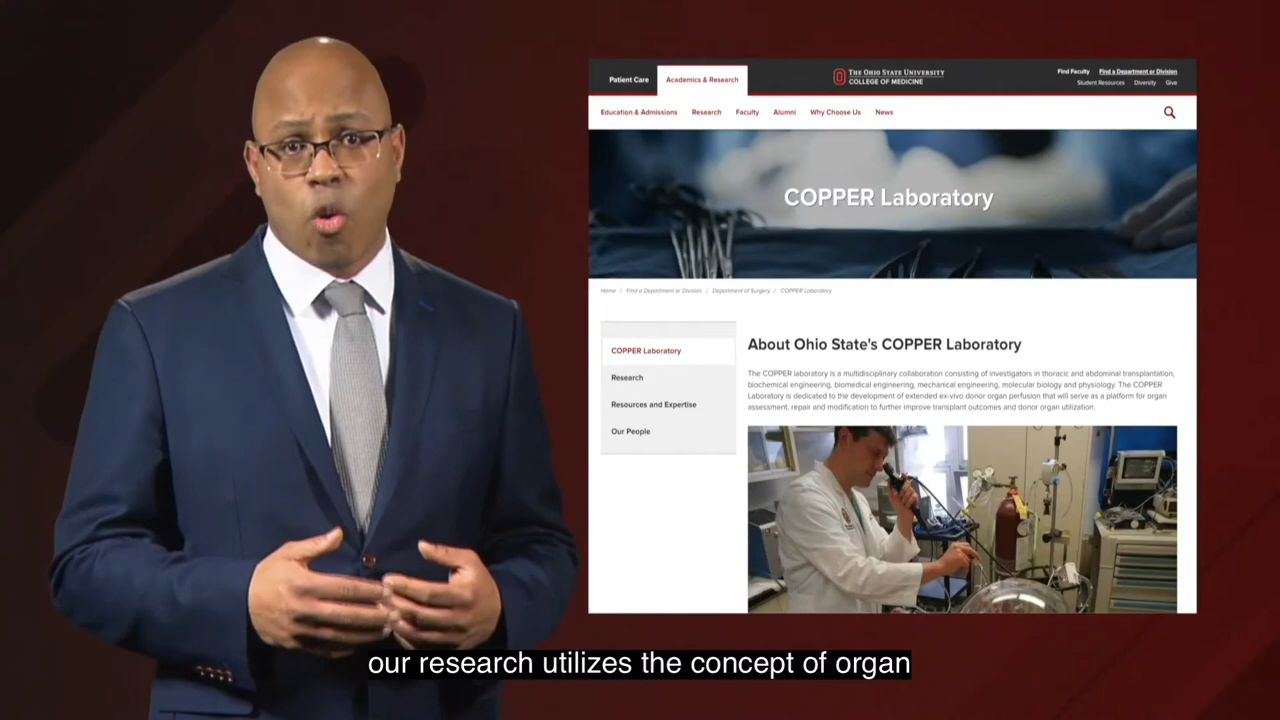 Patient Care
Academics & Research
THE OHIO STATE UNIVERSITY
COLLEGE OF MEDICINE
Find Faculty Find a Department or Division
Student Resources Diversity Give
Education & Admissions Research Faculty Alumni Why Choose Us News
COPPER Laboratory
Home / Find a Department or Division / Department of Surgery / COPPER Laboratory
COPPER Laboratory
Research
Resources and Expertise
Our People
About Ohio State's COPPER Laboratory
The COPPER laboratory is a multidisciplinary collaboration consisting of investigators in thoracic and abdominal transplantation,
biochemical engineering, biomedical engineering, mechanical engineering, molecular biology and physiology. The COPPER
Laboratory is dedicated to the development of extended ex-vivo donor organ perfusion that will serve as a platform for organ
assessment, repair and modification to further improve transplant outcomes and donor organ utilization.
our research utilizes the concept of organ